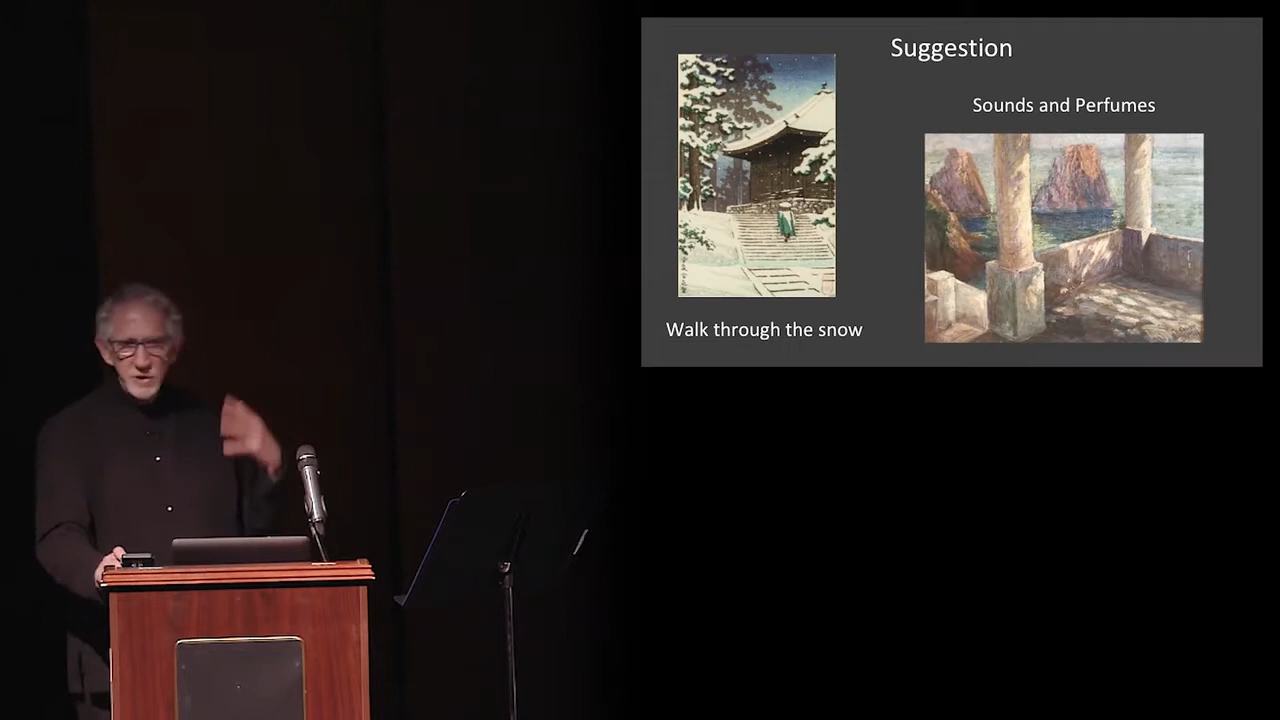 Suggestion
Sounds and Perfumes
Walk through the snow